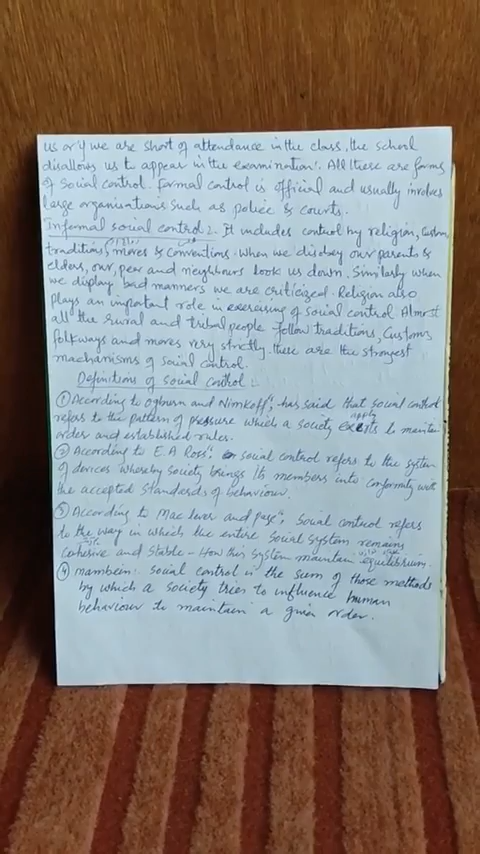 us or if we are short of attendance in the class, the school
disallows us to appear in the examination. All these are forms
of Social control. Formal control is official and usually involves
large organisations such as police & courts.
Informal social control :. It includes control by religion, Custom
traditions, mores & conventions. When we disobey our parents &
elders, our, peer and neighbours look us down. Similarly when
we display bad manners we are criticized. Religion also
plays an important role in exercising of Social control. Almost
all the rural and tribal people follow traditions, Customs,
folkways and mores very strictly. these are the strongest
mechanisms of Social control.
Definitions of Social Control :
① According to Ogburn and Nimkoff; has said that social control
apply
refers to the pattern of pressure which a society exerts to maintain
order and established rules.
② According to E.A Ross: social control refers to the system
of devices whereby society brings its members into conformity with
the accepted standards of behaviour.
③ According to Mac Iver and Page; Social control refers
to the way in which the entire Social system remains
Cohesive and Stable - How this system maintain equilibrium.
④ mambein: Social control is the sum of those methods
by which a society tries to influence human
behaviour to maintain a given order.